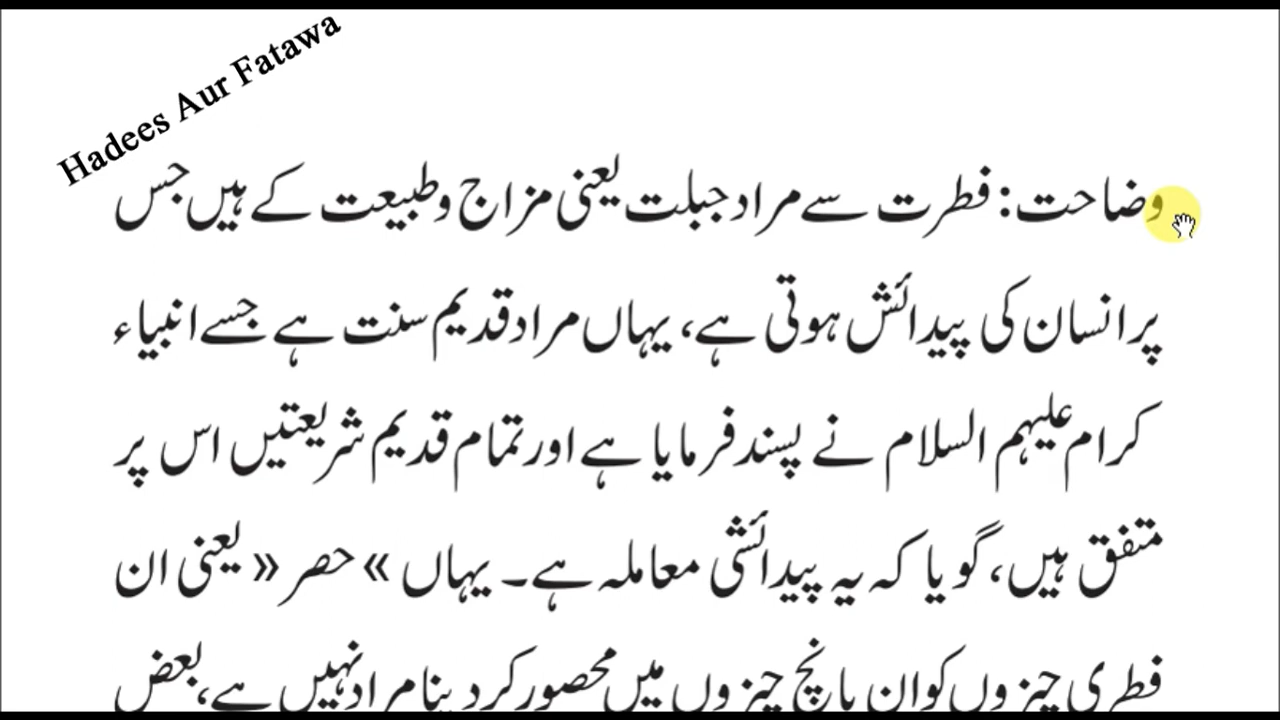 Hadees Aur Fatawa
وضاحت: فطرت سے مراد جبلت یعنی مزاج و طبیعت کے ہیں جس
پر انسان کی پیدائش ہوتی ہے، یہاں مراد قدیم سنت ہے جسے انبیاء
کرام علیہم السلام نے پسند فرمایا ہے اور تمام قدیم شریعتیں اس پر
متفق ہیں، گویا کہ یہ پیدائشی معاملہ ہے۔ یہاں » حصر « یعنی ان
فطری چیزوں کو ان پانچ چیزوں میں محصور کر دینا مراد نہیں ہے، بعض